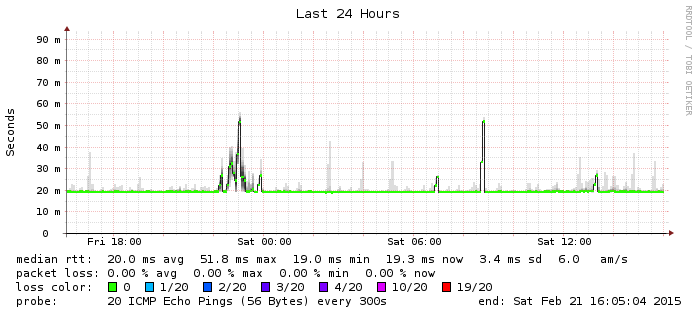 Last 24 Hours
RRDTOOL / TOBI OETIKER
Seconds
90 m
80 m
70 m
60 m
50 m
40 m
30 m
20 m
10 m
0
Fri 18:00 Sat 00:00 Sat 06:00 Sat 12:00
median rtt: 20.0 ms avg 51.8 ms max 19.0 ms min 19.3 ms now 3.4 ms sd 6.0 am/s
packet loss: 0.00 % avg 0.00 % max 0.00 % min 0.00 % now
loss color: 0 1/20 2/20 3/20 4/20 10/20 19/20
probe: 20 ICMP Echo Pings (56 Bytes) every 300s end: Sat Feb 21 16:05:04 2015